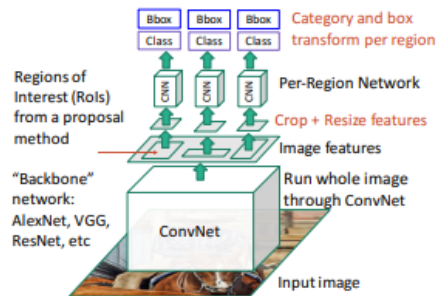 Bbox Bbox Bbox
Class Class Class
Category and box
transform per region
Regions of
Interest (RoIs)
from a proposal
method
CNN CNN CNN
Per-Region Network
Crop + Resize features
Image features
"Backbone"
network:
AlexNet, VGG,
ResNet, etc
Run whole image
through ConvNet
ConvNet
Input image